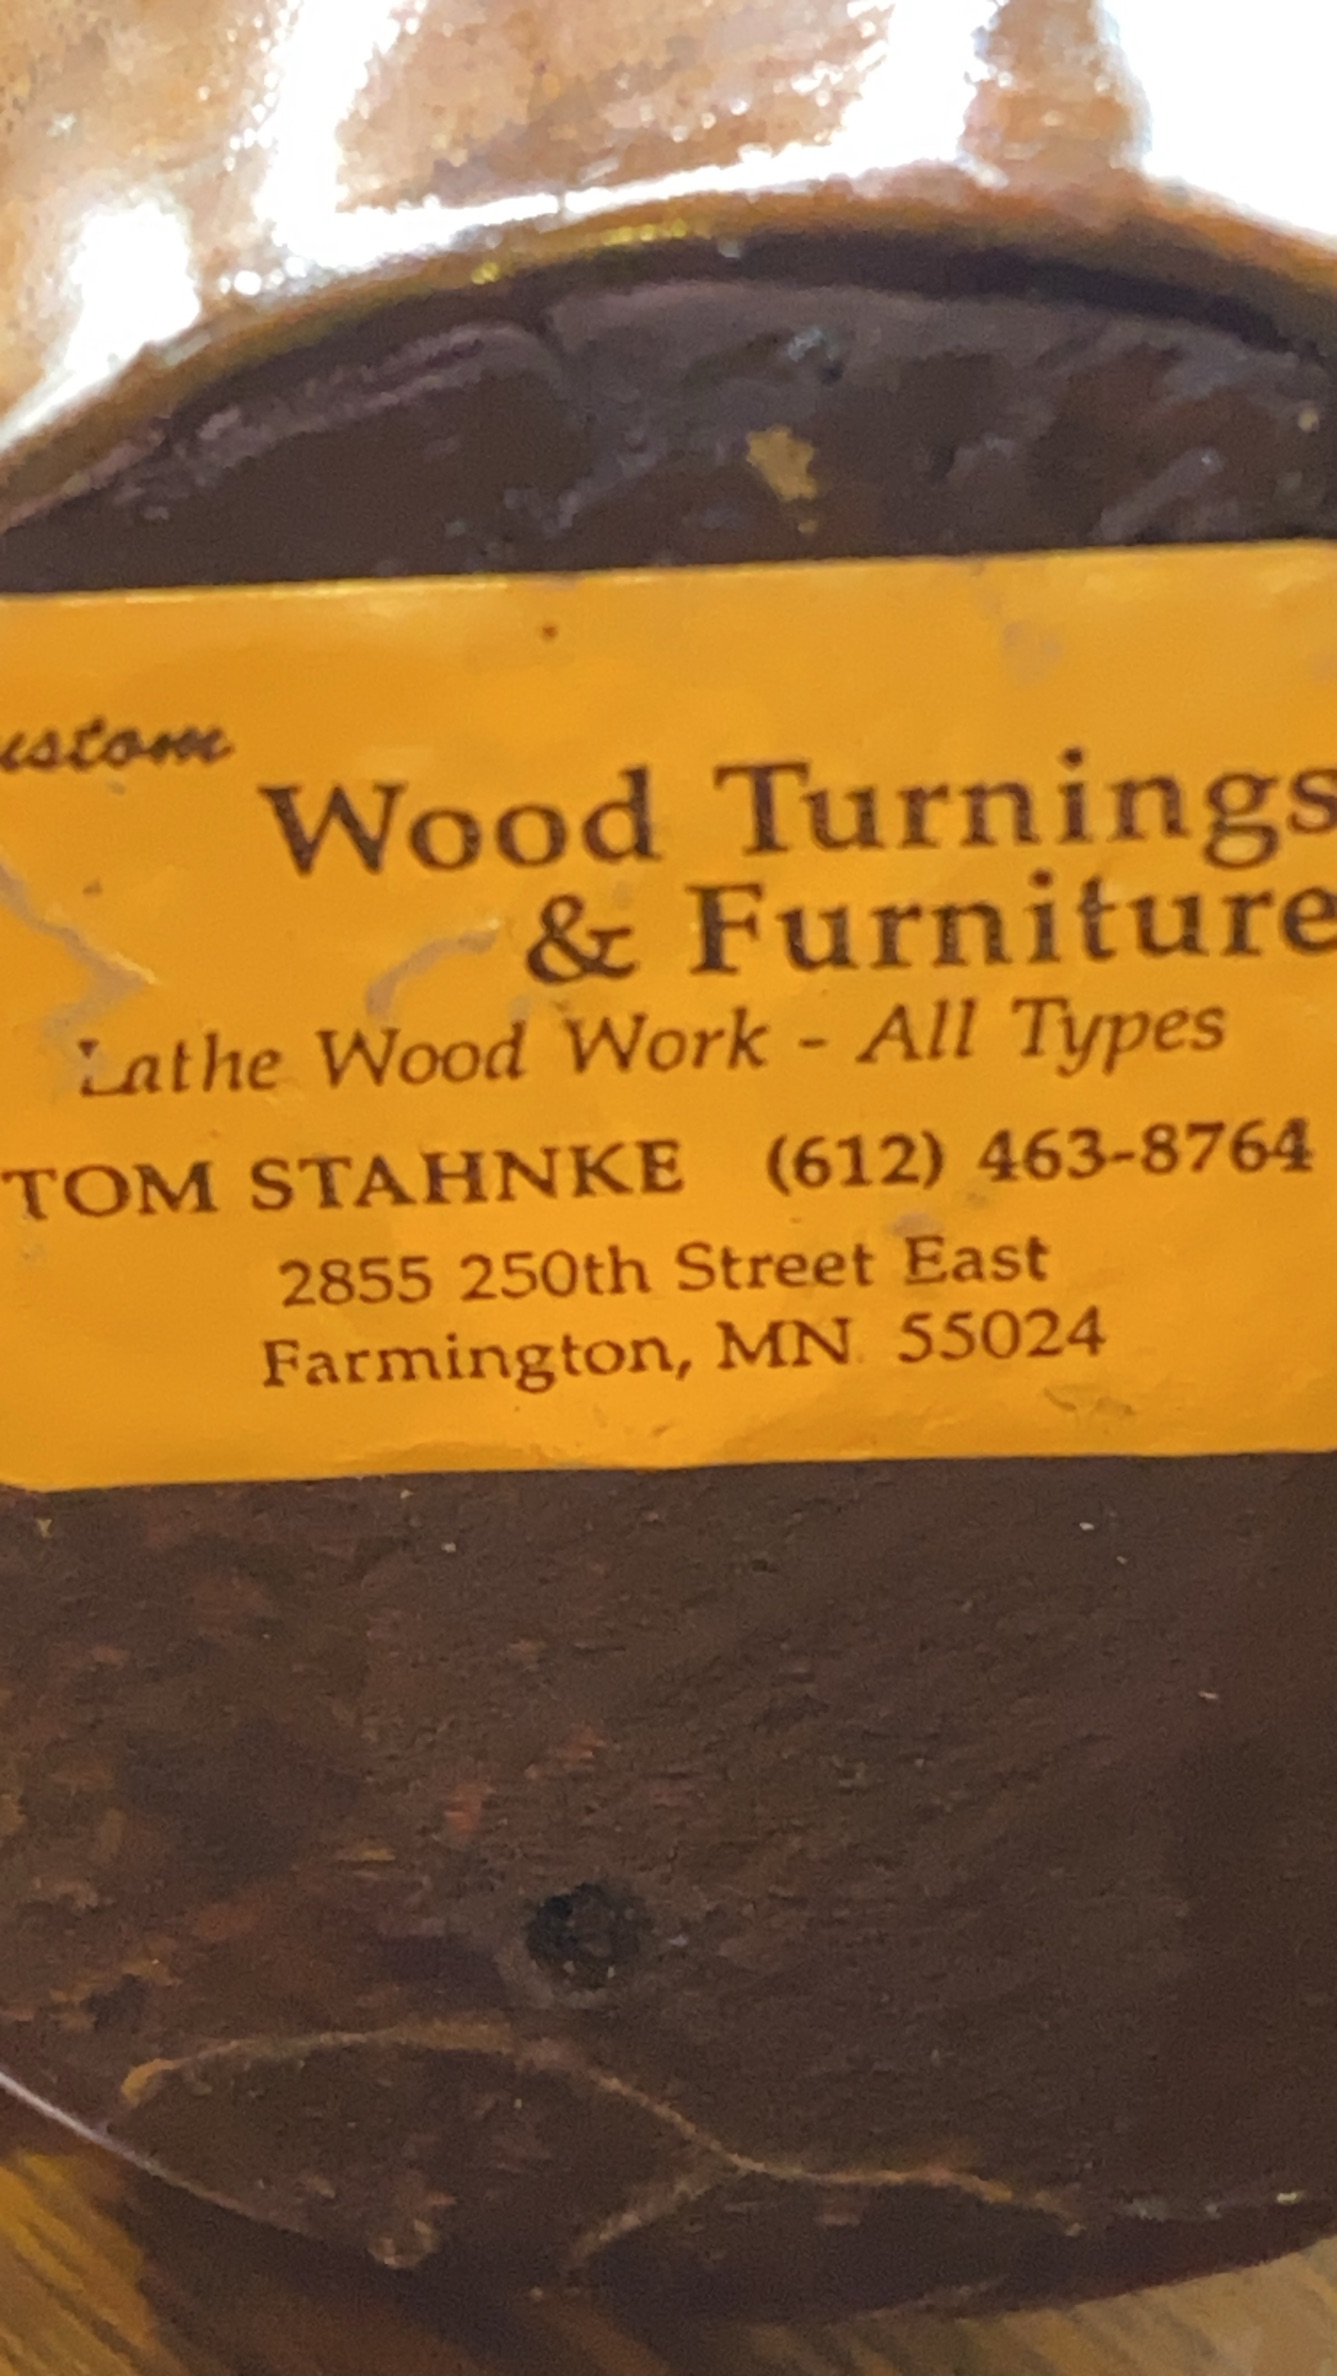 ustom
Wood Turnings
& Furniture
Lathe Wood Work - All Types
TOM STAHNKE (612) 463-8764
2855 250th Street East
Farmington, MN 55024